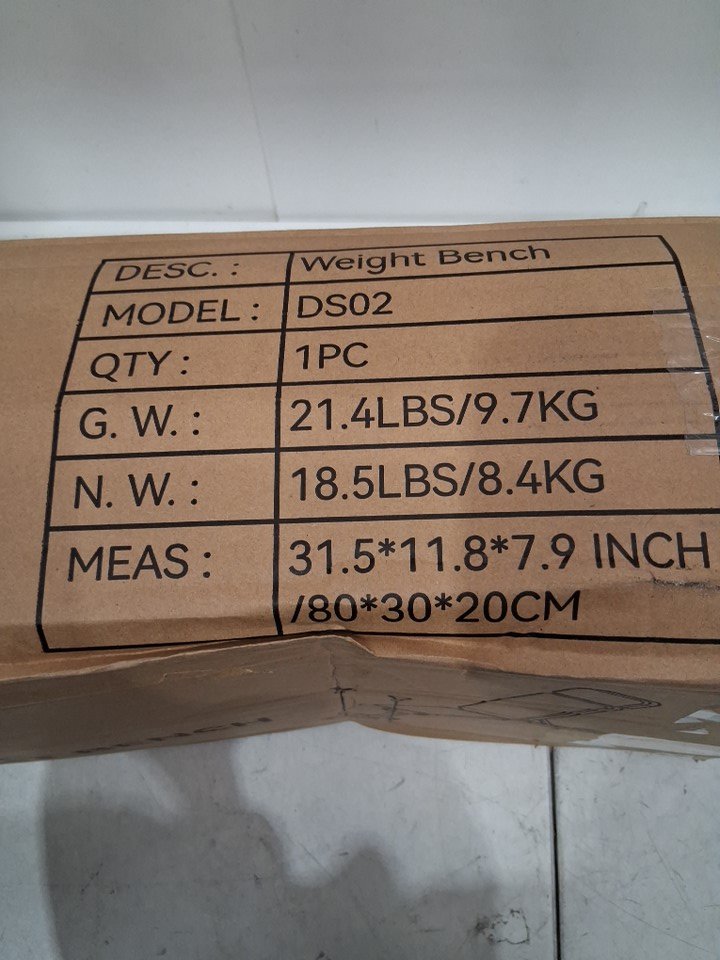 DESC. : Weight Bench
MODEL : DS02
QTY : 1PC
G. W. : 21.4LBS/9.7KG
N. W. : 18.5LBS/8.4KG
MEAS : 31.5*11.8*7.9 INCH
/80*30*20CM
BENCH